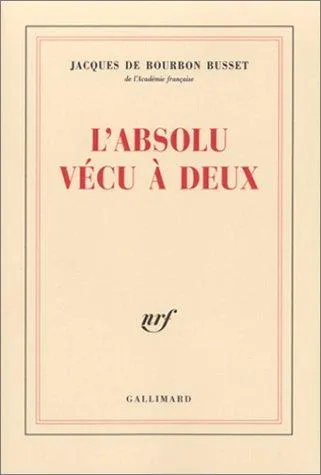 JACQUES DE BOURBON BUSSET
de l'Académie française
L'ABSOLU
VÉCU À DEUX
nrf
GALLIMARD